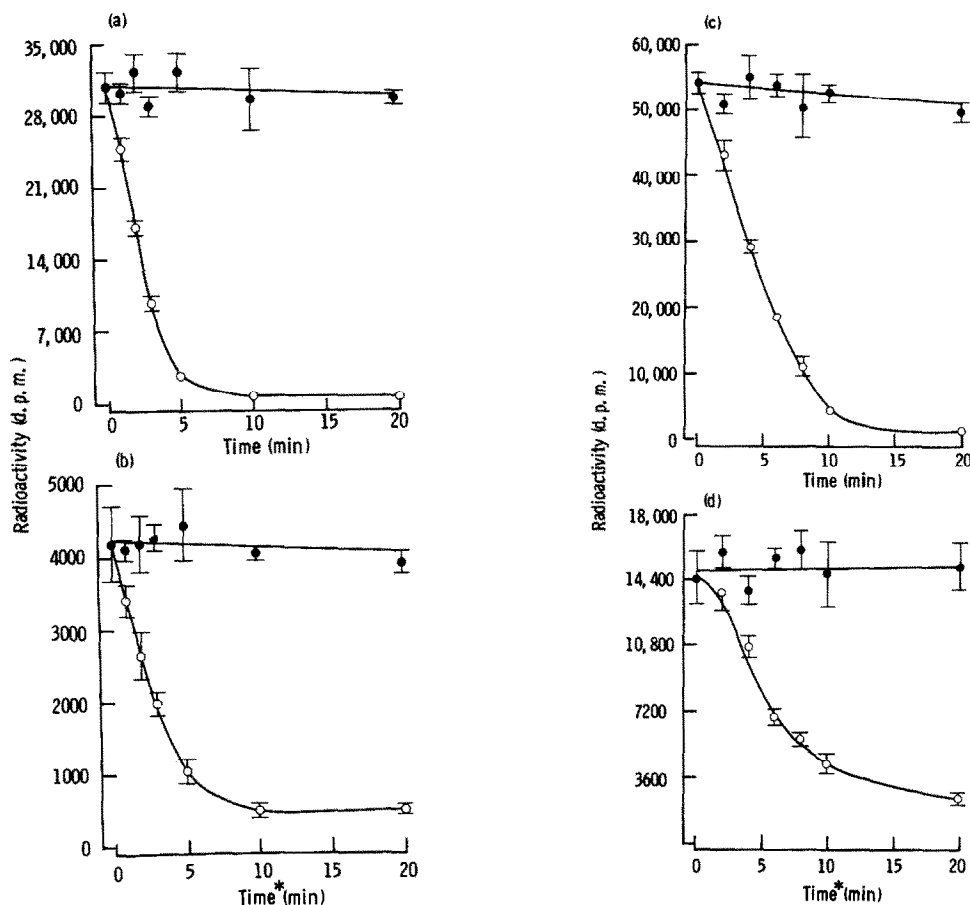 (a)
35,000
28,000
21,000
14,000
7,000
0
0 5 10 15 20
Time (min)
(b)
5000
4000
3000
2000
1000
0
0 5 10 15 20
Time*(min)
Radioactivity (d. p. m.)
(c)
60,000
50,000
40,000
30,000
20,000
10,000
0
0 5 10 15 20
Time (min)
(d)
18,000
14,400
10,800
7200
3600
0 5 10 15 20
Time*(min)
Radioactivity (d. p. m.)